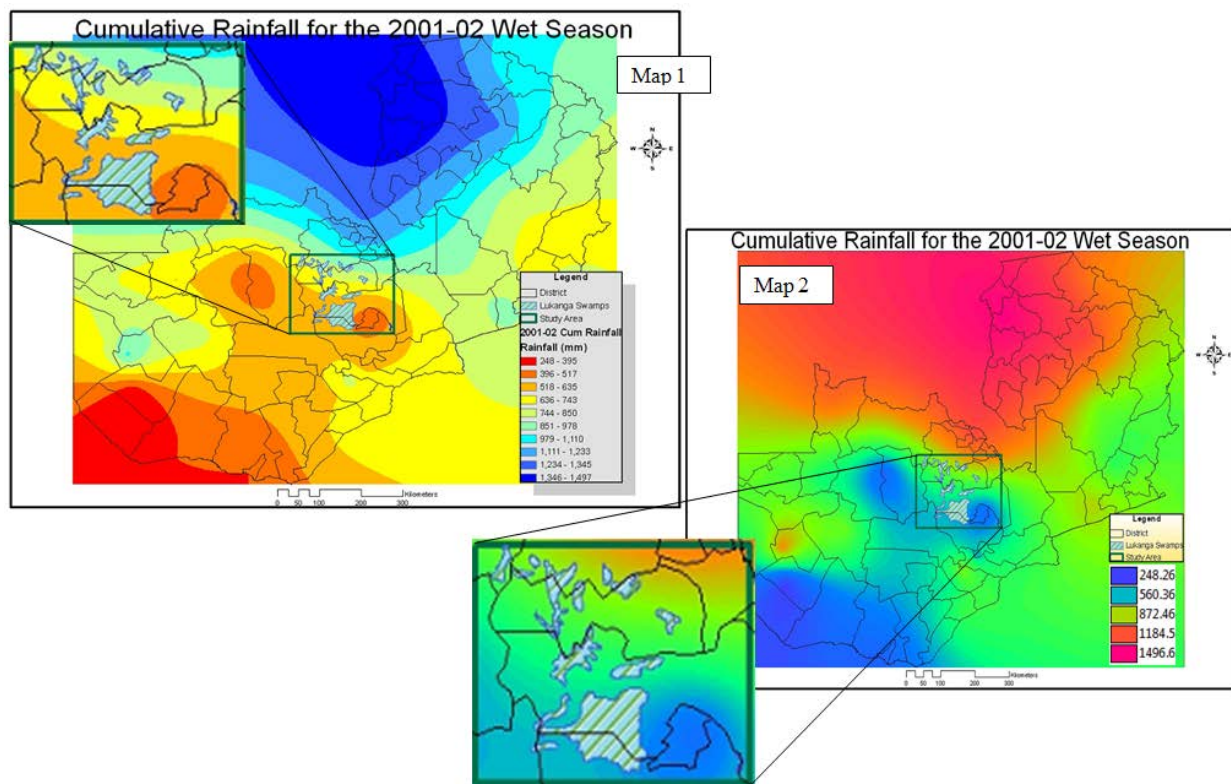 Cumulative Rainfall for the 2001-02 Wet Season
Map 1
N
W E
S
Legend
District
Lukanga Swamps
Study Area
2001-02 Cum Rainfall
Rainfall (mm)
248 - 395
396 - 517
518 - 635
636 - 743
744 - 850
851 - 978
979 - 1,110
1,111 - 1,233
1,234 - 1,345
1,346 - 1,497
Kilometers
0 50 100 200 300
Cumulative Rainfall for the 2001-02 Wet Season
Map 2
N
W E
S
Legend
District
Lukanga Swamps
Study Area
248.26
560.36
872.46
1184.5
1496.6
Kilometers
0 50 100 200 300